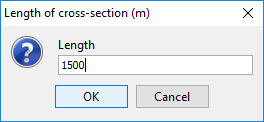 Length of cross-section (m)
Length
1500
OK Cancel